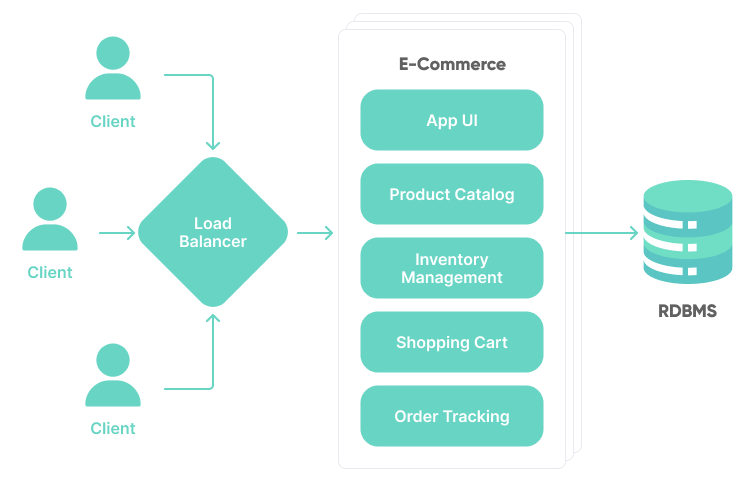 E-Commerce
Client
App UI
Product Catalog
Load
Balancer
Client
Inventory
Management
RDBMS
Shopping Cart
Client
Order Tracking